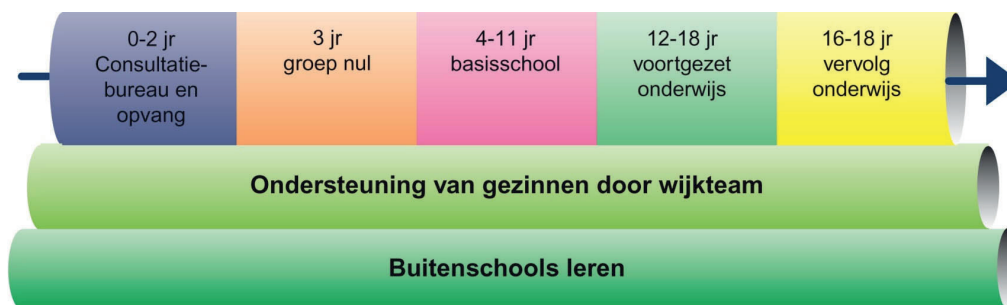 0-2 jr
Consultatie-
bureau en
opvang
3 jr
groep nul
4-11 jr
basisschool
12-18 jr
voortgezet
onderwijs
16-18 jr
vervolg
onderwijs
Ondersteuning van gezinnen door wijkteam
Buitenschools leren